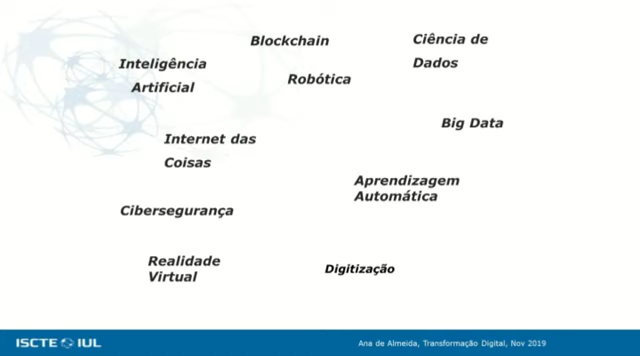 Blockchain
Ciência de
Dados
Inteligência
Artificial
Robótica
Big Data
Internet das
Coisas
Aprendizagem
Automática
Cibersegurança
Realidade
Virtual
Digitização
ISCTE IUL
Ana de Almeida, Transformação Digital, Nov 2019